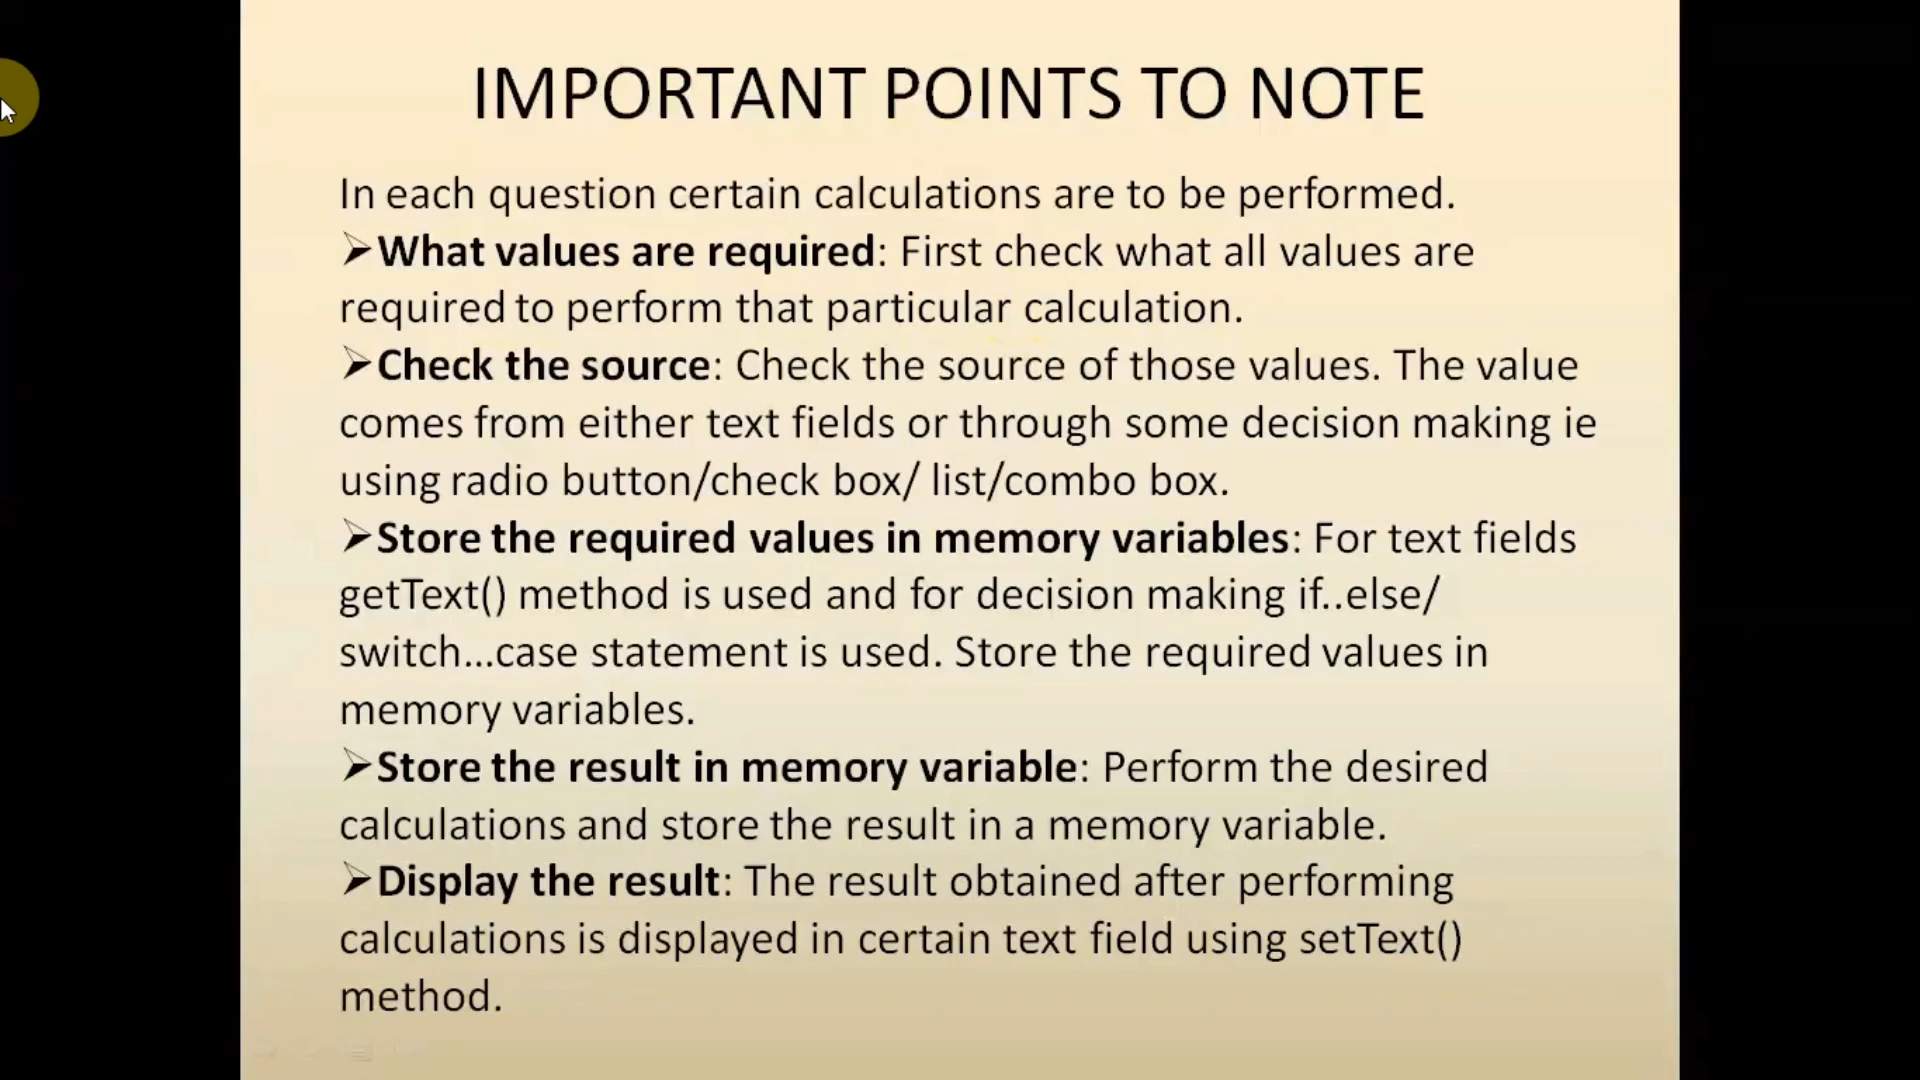 IMPORTANT POINTS TO NOTE
In each question certain calculations are to be performed.
➢What values are required: First check what all values are
required to perform that particular calculation.
➢Check the source: Check the source of those values. The value
comes from either text fields or through some decision making ie
using radio button/check box/ list/combo box.
➢Store the required values in memory variables: For text fields
getText() method is used and for decision making if..else/
switch...case statement is used. Store the required values in
memory variables.
➢Store the result in memory variable: Perform the desired
calculations and store the result in a memory variable.
➢Display the result: The result obtained after performing
calculations is displayed in certain text field using setText()
method.